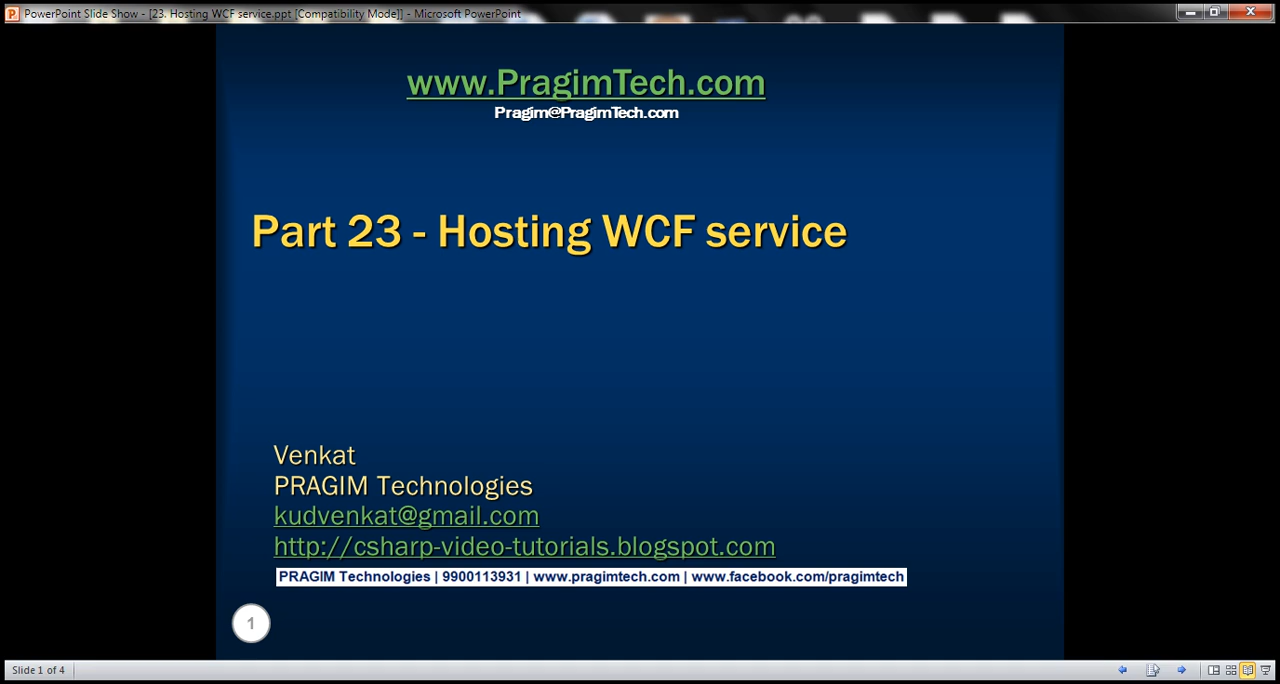 PowerPoint Slide Show - [23. Hosting WCF service.ppt [Compatibility Mode]] - Microsoft PowerPoint
www.PragimTech.com
Pragim@PragimTech.com
Part 23 - Hosting WCF service
Venkat
PRAGIM Technologies
kudvenkat@gmail.com
http://csharp-video-tutorials.blogspot.com
PRAGIM Technologies | 9900113931 | www.pragimtech.com | www.facebook.com/pragimtech
1
Slide 1 of 4